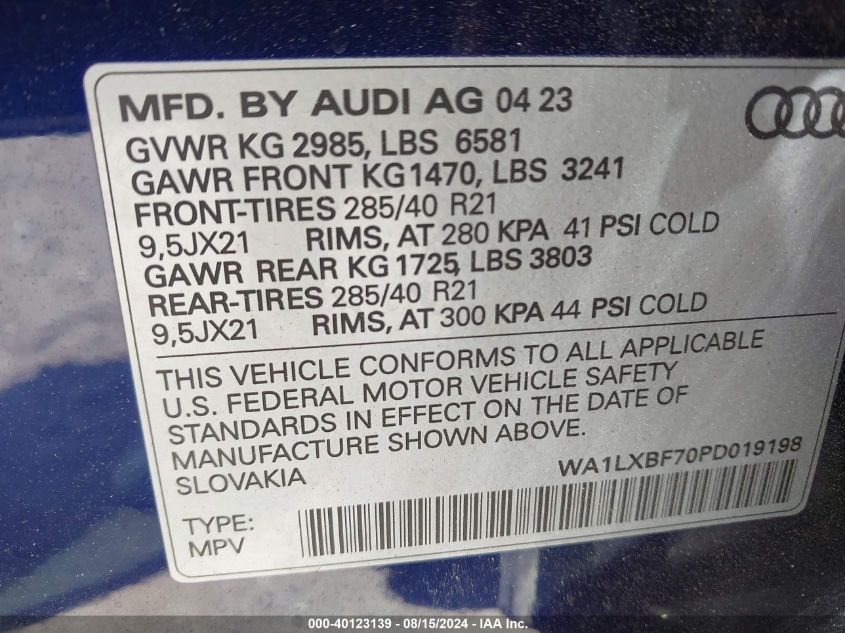 MFD. BY AUDI AG 04 23
GVWR KG 2985, LBS 6581
GAWR FRONT KG1470, LBS 3241
FRONT-TIRES 285/40 R21
9,5JX21 RIMS, AT 280 KPA 41 PSI COLD
GAWR REAR KG 1725, LBS 3803
REAR-TIRES 285/40 R21
9,5JX21 RIMS, AT 300 KPA 44 PSI COLD
THIS VEHICLE CONFORMS TO ALL APPLICABLE
U.S. FEDERAL MOTOR VEHICLE SAFETY
STANDARDS IN EFFECT ON THE DATE OF
MANUFACTURE SHOWN ABOVE.
SLOVAKIA
WA1LXBF70PD019198
TYPE:
MPV
000-40123139 - 08/15/2024 - IAAI.com